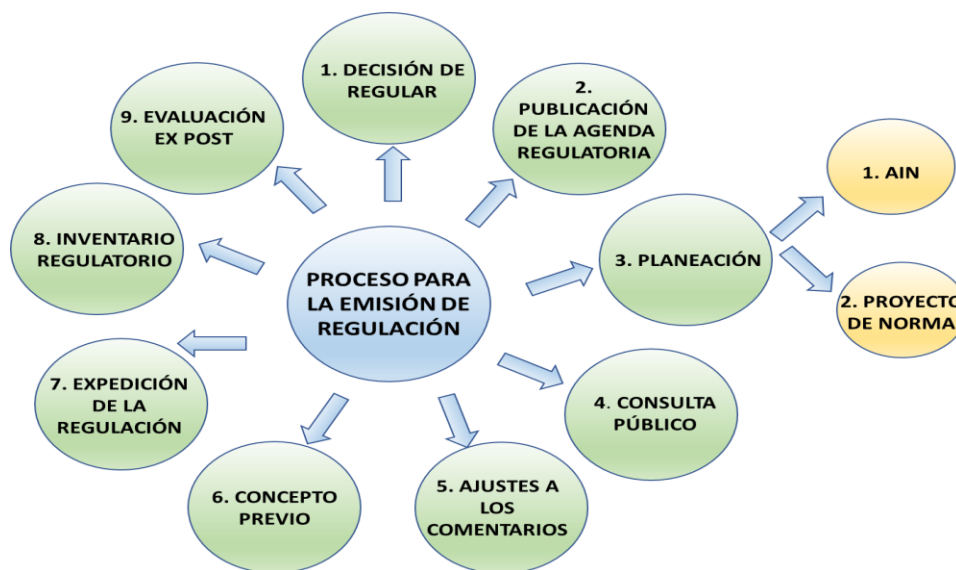 1. DECISIÓN DE
REGULAR
2.
PUBLICACIÓN
DE LA AGENDA
REGULATORIA
9. EVALUACIÓN
EX POST
1. AIN
8. INVENTARIO
REGULATORIO
PROCESO PARA
LA EMISIÓN DE
REGULACIÓN
3. PLANEACIÓN
2. PROYECTO
DE NORMA
7. EXPEDICIÓN
DE LA
REGULACIÓN
4. CONSULTA
PÚBLICO
6. CONCEPTO
PREVIO
5. AJUSTES A
LOS
COMENTARIOS